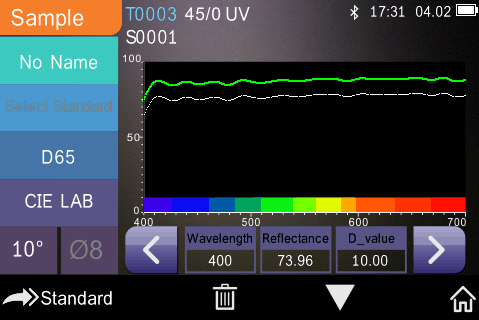 Sample
T0003 45/0 UV
17:31 04.02
S0001
No Name
Select Standard
D65
CIE LAB
10° Ø8
100
50
0
400 500 600 700
Wavelength Reflectance D_value
400 73.96 10.00
Standard